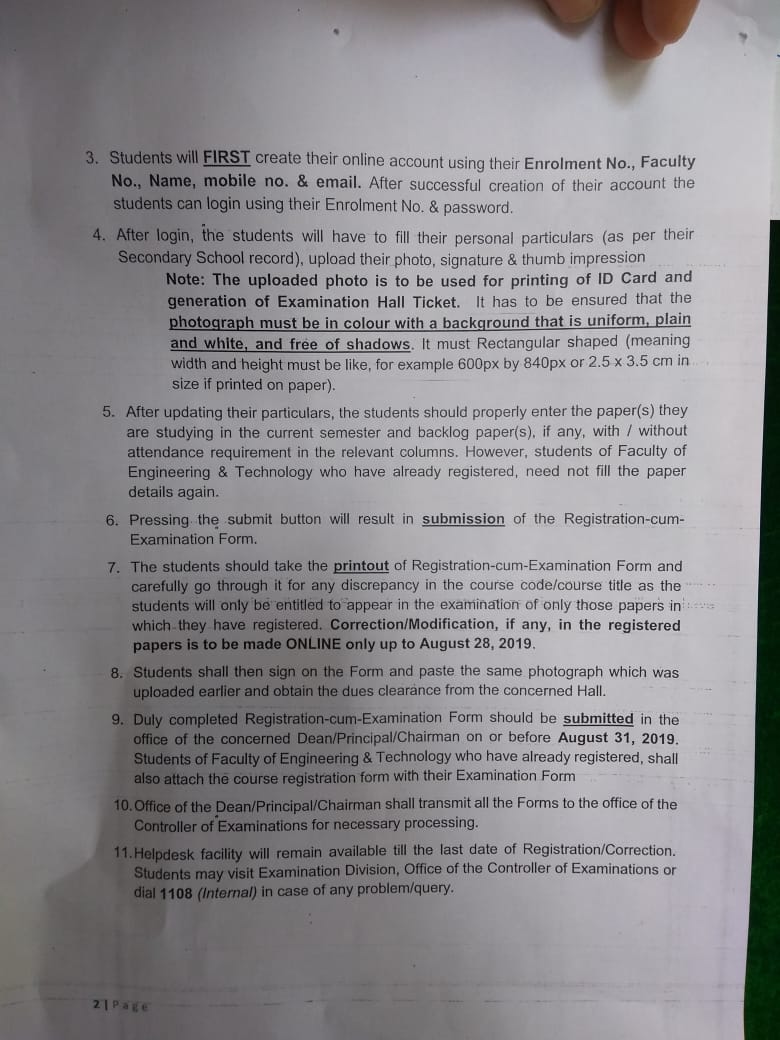 3. Students will FIRST create their online account using their Enrolment No., Faculty
No., Name, mobile no. & email. After successful creation of their account the
students can login using their Enrolment No. & password.
4. After login, the students will have to fill their personal particulars (as per their
Secondary School record), upload their photo, signature & thumb impression
Note: The uploaded photo is to be used for printing of ID Card and
generation of Examination Hall Ticket. It has to be ensured that the
photograph must be in colour with a background that is uniform, plain
and white, and free of shadows. It must Rectangular shaped (meaning
width and height must be like, for example 600px by 840px or 2.5 x 3.5 cm in
size if printed on paper).
5. After updating their particulars, the students should properly enter the paper(s) they
are studying in the current semester and backlog paper(s), if any, with / without
attendance requirement in the relevant columns. However, students of Faculty of
Engineering & Technology who have already registered, need not fill the paper
details again.
6. Pressing the submit button will result in submission of the Registration-cum-
Examination Form.
7. The students should take the printout of Registration-cum-Examination Form and
carefully go through it for any discrepancy in the course code/course title as the
students will only be entitled to appear in the examination of only those papers in
which they have registered. Correction/Modification, if any, in the registered
papers is to be made ONLINE only up to August 28, 2019.
8. Students shall then sign on the Form and paste the same photograph which was
uploaded earlier and obtain the dues clearance from the concerned Hall.
9. Duly completed Registration-cum-Examination Form should be submitted in the
office of the concerned Dean/Principal/Chairman on or before August 31, 2019.
Students of Faculty of Engineering & Technology who have already registered, shall
also attach the course registration form with their Examination Form
10. Office of the Dean/Principal/Chairman shall transmit all the Forms to the office of the
Controller of Examinations for necessary processing.
11. Helpdesk facility will remain available till the last date of Registration/Correction.
Students may visit Examination Division, Office of the Controller of Examinations or
dial 1108 (Internal) in case of any problem/query.
2 | Page